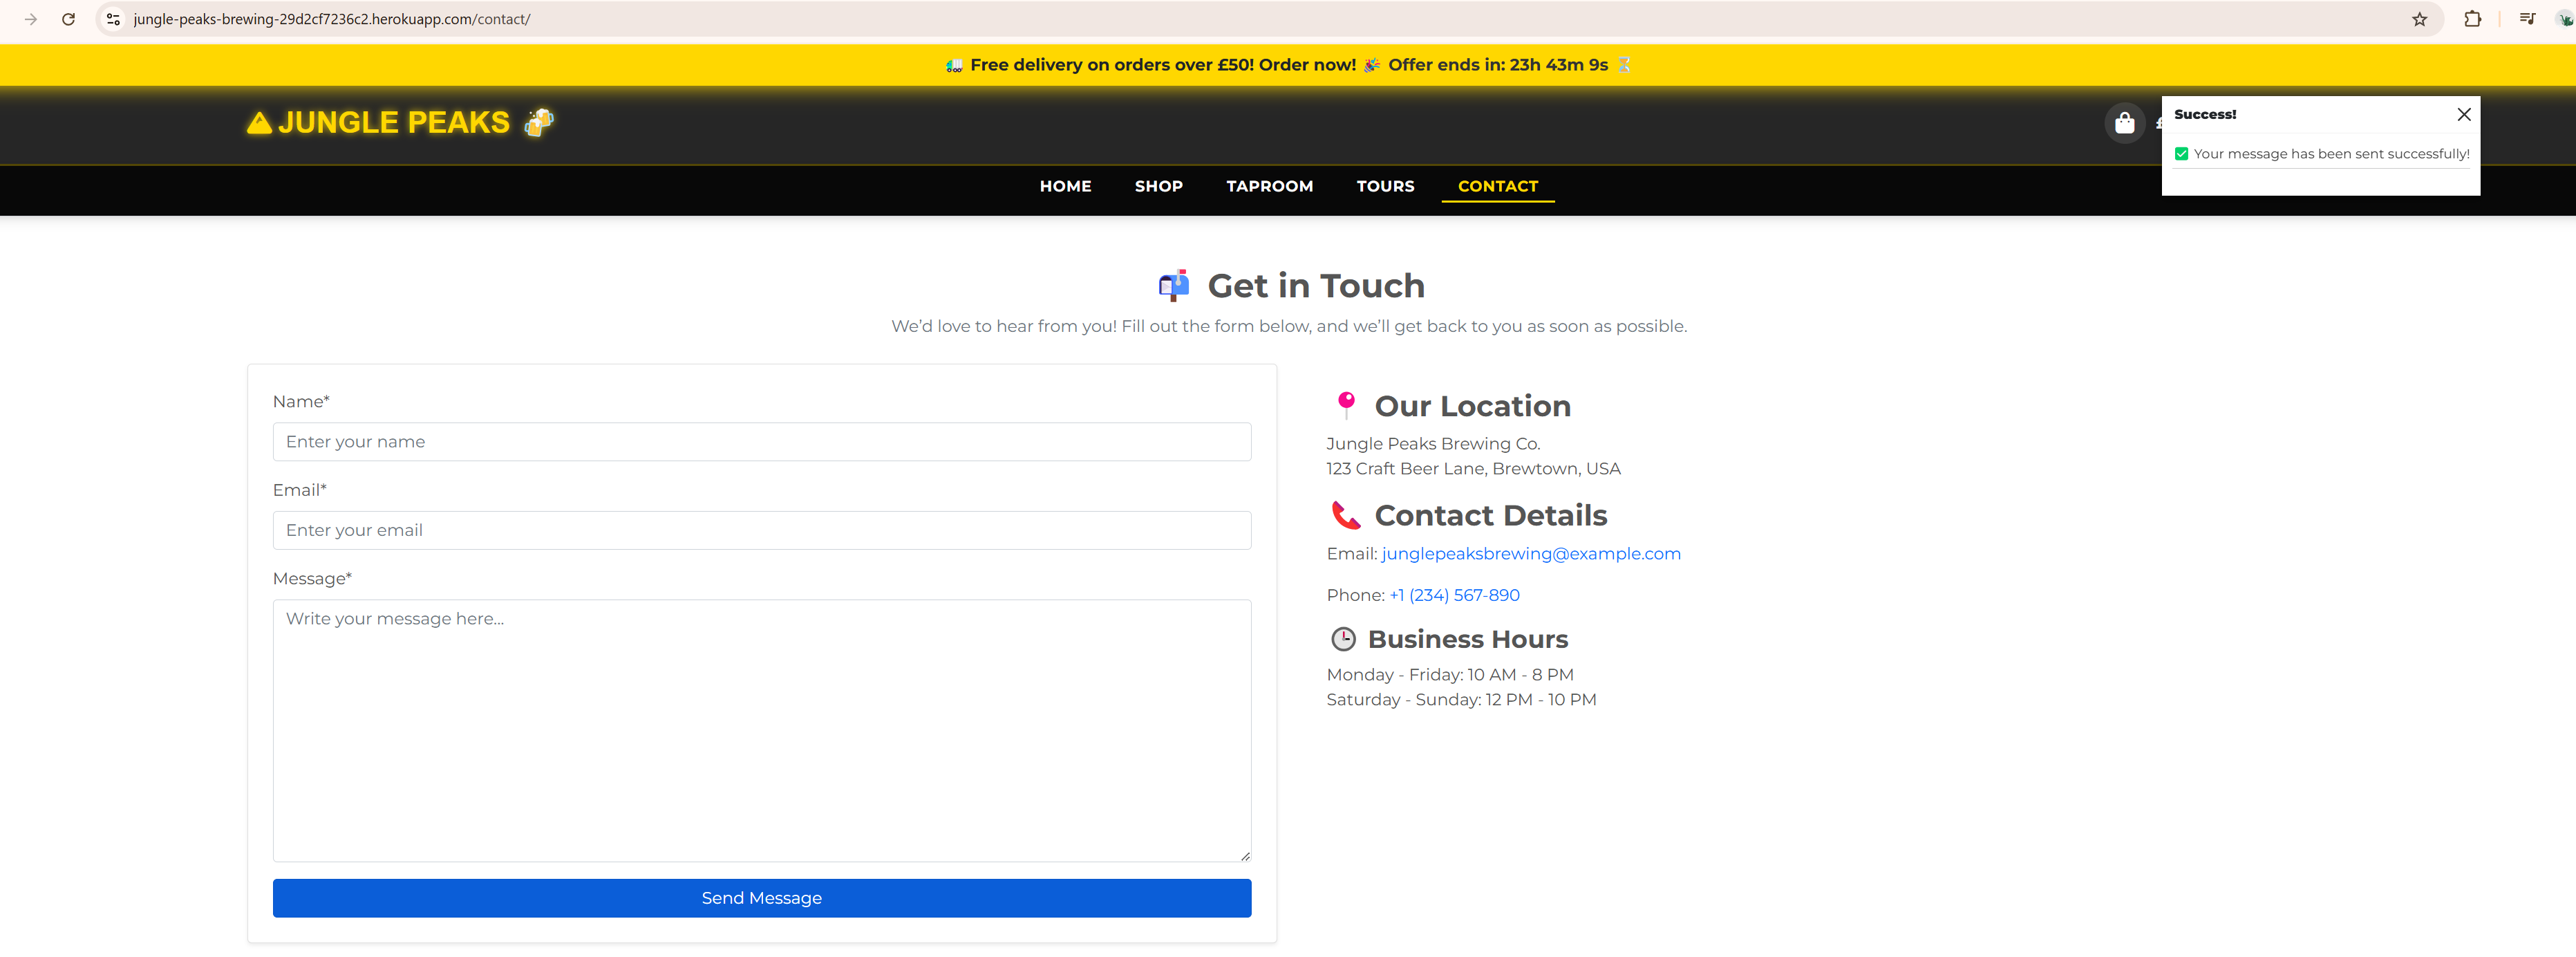 jungle-peaks-brewing-29d2cf7236c2.herokuapp.com/contact/
🚚 Free delivery on orders over £50! Order now! 🎉 Offer ends in: 23h 43m 9s ⏳
JUNGLE PEAKS 🍻
£
Success!
✅ Your message has been sent successfully!
HOME SHOP TAPROOM TOURS CONTACT
📬 Get in Touch
We’d love to hear from you! Fill out the form below, and we’ll get back to you as soon as possible.
Name*
Enter your name
Email*
Enter your email
Message*
Write your message here...
Send Message
📍 Our Location
Jungle Peaks Brewing Co.
123 Craft Beer Lane, Brewtown, USA
📞 Contact Details
Email: junglepeaksbrewing@example.com
Phone: +1 (234) 567-890
🕒 Business Hours
Monday - Friday: 10 AM - 8 PM
Saturday - Sunday: 12 PM - 10 PM